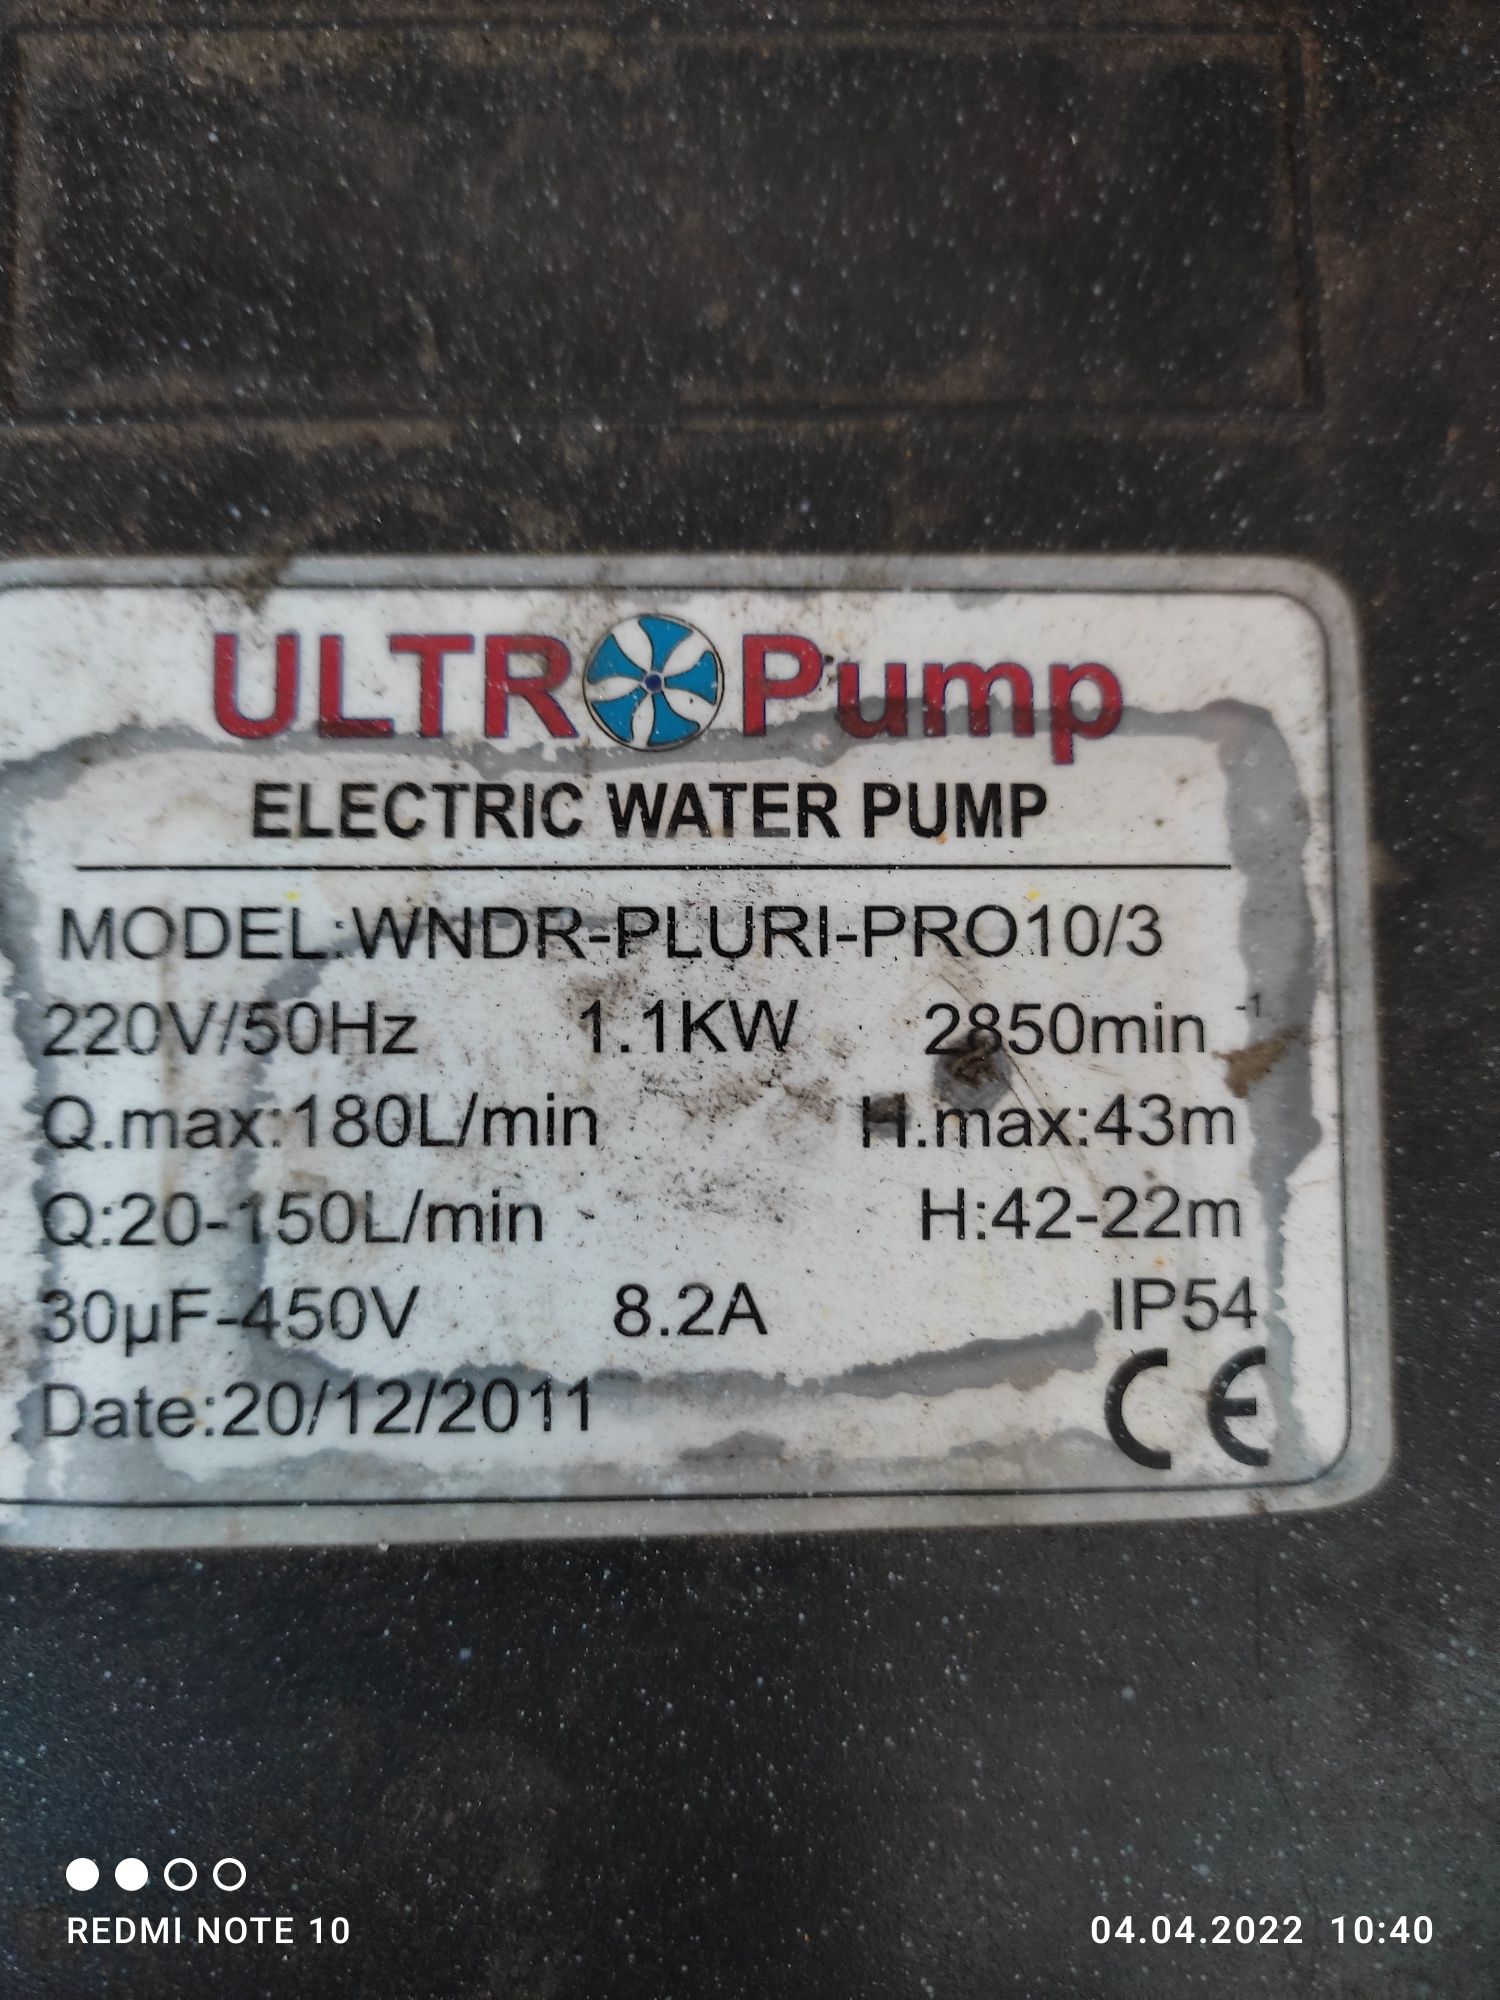 ULTRO Pump
ELECTRIC WATER PUMP
MODEL:WNDR-PLURI-PRO10/3
220V/50Hz 1.1KW 2850min⁻¹
Q.max:180L/min H.max:43m
Q:20-150L/min H:42-22m
30µF-450V 8.2A IP54
Date:20/12/2011 CE
REDMI NOTE 10 04.04.2022 10:40